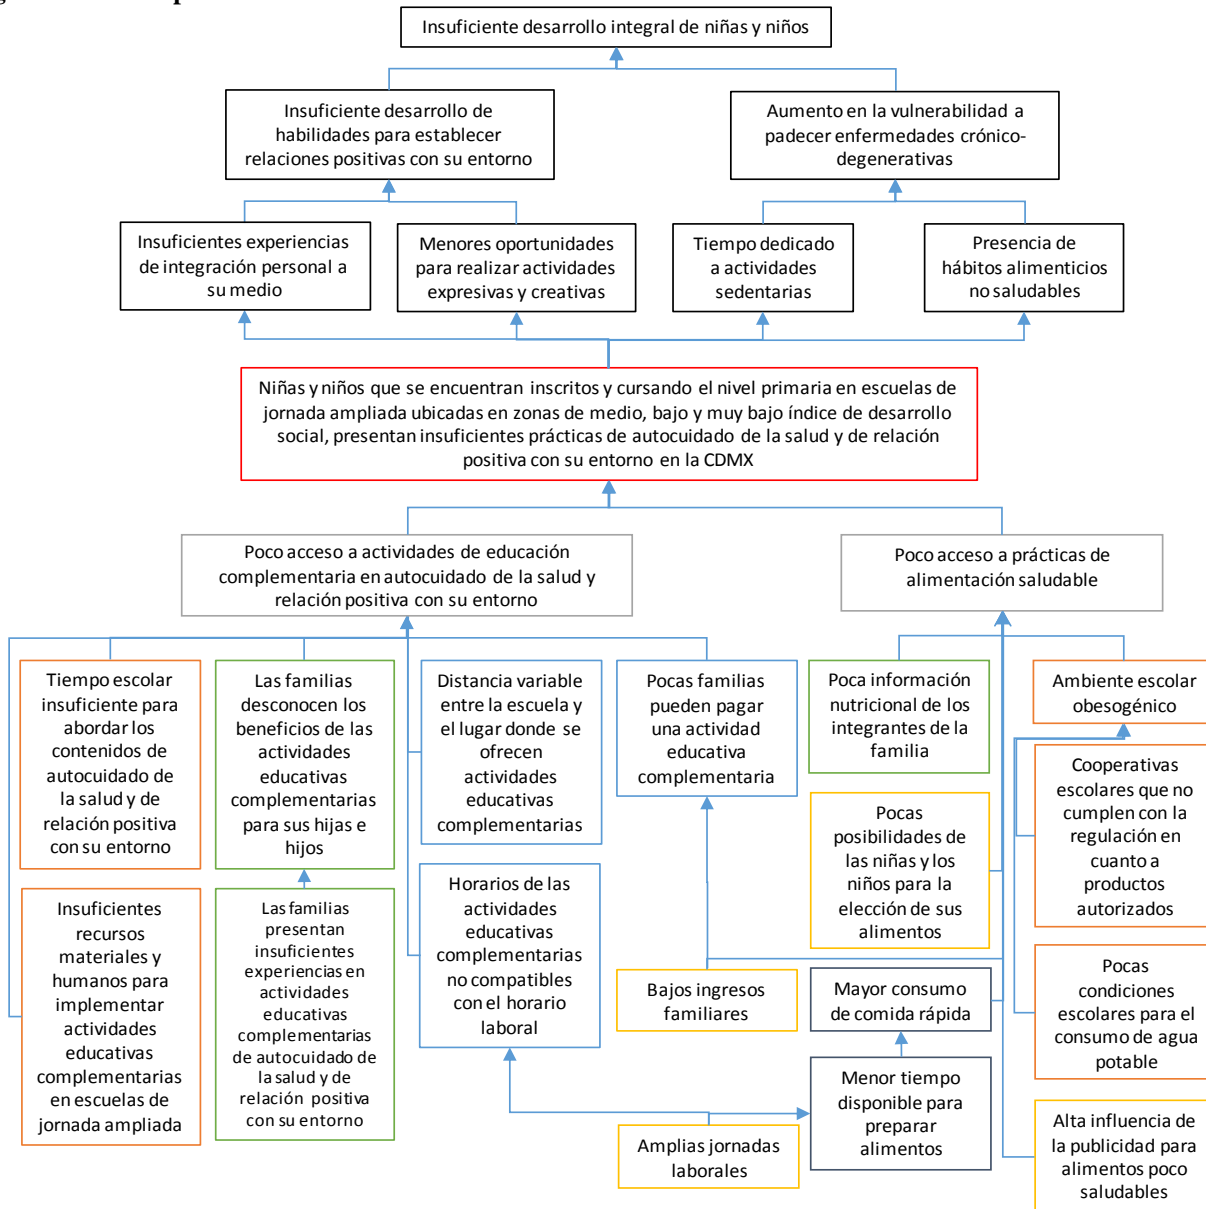 Insuficiente desarrollo integral de niñas y niños
Insuficiente desarrollo de
habilidades para establecer
relaciones positivas con su entorno
Aumento en la vulnerabilidad a
padecer enfermedades crónico-
degenerativas
Insuficientes experiencias
de integración personal a
su medio
Menores oportunidades
para realizar actividades
expresivas y creativas
Tiempo dedicado
a actividades
sedentarias
Presencia de
hábitos alimenticios
no saludables
Niñas y niños que se encuentran inscritos y cursando el nivel primaria en escuelas de
jornada ampliada ubicadas en zonas de medio, bajo y muy bajo índice de desarrollo
social, presentan insuficientes prácticas de autocuidado de la salud y de relación
positiva con su entorno en la CDMX
Poco acceso a actividades de educación
complementaria en autocuidado de la salud y
relación positiva con su entorno
Poco acceso a prácticas de
alimentación saludable
Tiempo escolar
insuficiente para
abordar los
contenidos de
autocuidado de
la salud y de
relación positiva
con su entorno
Las familias
desconocen los
beneficios de las
actividades
educativas
complementarias
para sus hijas e
hijos
Distancia variable
entre la escuela y
el lugar donde se
ofrecen
actividades
educativas
complementarias
Pocas familias
pueden pagar
una actividad
educativa
complementaria
Poca información
nutricional de los
integrantes de la
familia
Ambiente escolar
obesogénico
Cooperativas
escolares que no
cumplen con la
regulación en
cuanto a
productos
autorizados
Pocas
posibilidades de
las niñas y los
niños para la
elección de sus
alimentos
Insuficientes
recursos
materiales y
humanos para
implementar
actividades
educativas
complementarias
en escuelas de
jornada ampliada
Las familias
presentan
insuficientes
experiencias en
actividades
educativas
complementarias
de autocuidado de
la salud y de
relación positiva
con su entorno
Horarios de las
actividades
educativas
complementarias
no compatibles
con el horario
laboral
Bajos ingresos
familiares
Mayor consumo
de comida rápida
Pocas
condiciones
escolares para el
consumo de agua
potable
Menor tiempo
disponible para
preparar
alimentos
Amplias jornadas
laborales
Alta influencia de
la publicidad para
alimentos poco
saludables